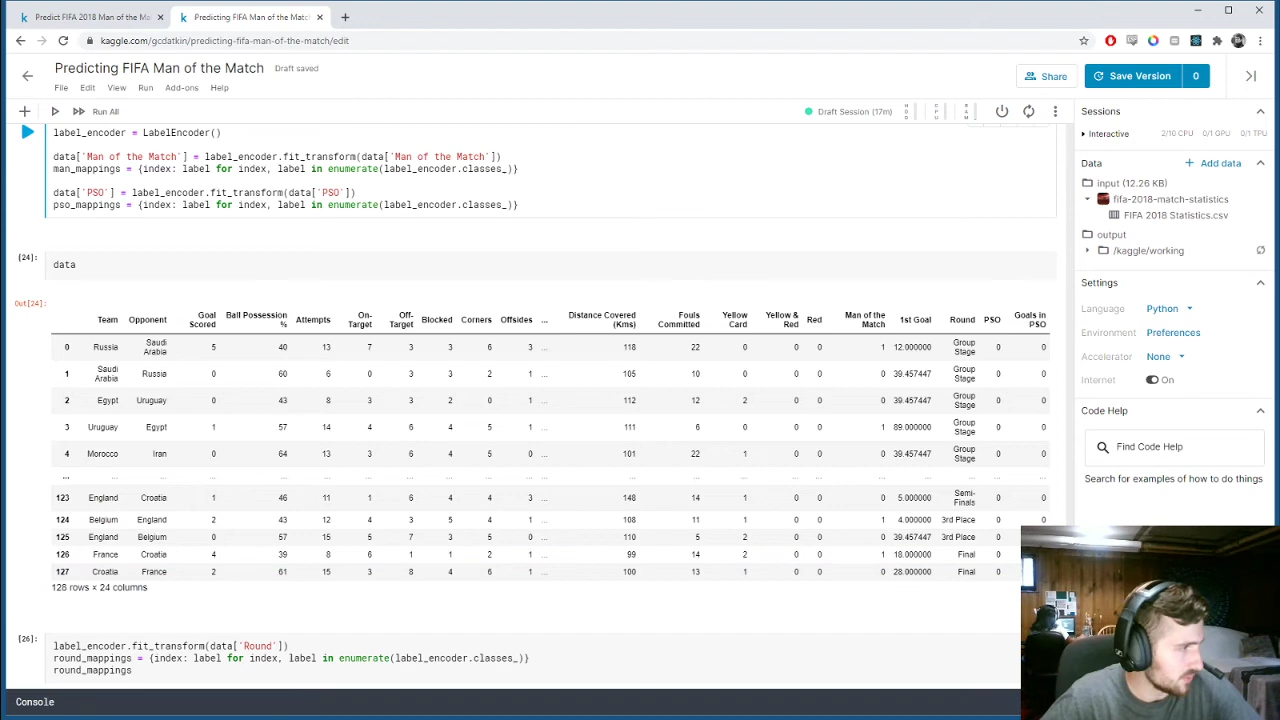 Predict FIFA 2018 Man of the Ma
Predicting FIFA Man of the Match
kaggle.com/gcdatkin/predicting-fifa-man-of-the-match/edit
Predicting FIFA Man of the Match Draft saved
File Edit View Run Add-ons Help
Share
Save Version 0
Run All
Draft Session (17m)
label_encoder = LabelEncoder()
data['Man of the Match'] = label_encoder.fit_transform(data['Man of the Match'])
man_mappings = {index: label for index, label in enumerate(label_encoder.classes_)}
data['PSO'] = label_encoder.fit_transform(data['PSO'])
pso_mappings = {index: label for index, label in enumerate(label_encoder.classes_)}
[24]: data
Out[24]:
Team Opponent Goal Scored Ball Possession % Attempts On-Target Off-Target Blocked Corners Offsides ... Distance Covered (Kms) Fouls Committed Yellow Card Yellow & Red Red Man of the Match 1st Goal Round PSO Goals in PSO
0 Russia Saudi Arabia 5 40 13 7 3 3 6 3 ... 118 22 0 0 0 1 12.000000 Group Stage 0 0
1 Saudi Arabia Russia 0 60 6 0 3 3 2 1 ... 105 10 0 0 0 0 39.457447 Group Stage 0 0
2 Egypt Uruguay 0 43 8 3 3 2 0 1 ... 112 12 2 0 0 0 39.457447 Group Stage 0 0
3 Uruguay Egypt 1 57 14 4 6 4 5 1 ... 111 6 0 0 0 1 89.000000 Group Stage 0 0
4 Morocco Iran 0 64 13 3 6 4 5 0 ... 101 22 1 0 0 0 39.457447 Group Stage 0 0
... ... ... ... ... ... ... ... ... ... ... ... ... ... ... ... ... ... ... ... ... ...
123 England Croatia 1 46 11 1 6 4 4 3 ... 148 14 1 0 0 0 5.000000 Semi-Finals 0 0
124 Belgium England 2 43 12 4 3 5 4 1 ... 108 11 1 0 0 1 4.000000 3rd Place 0 0
125 England Belgium 0 57 15 5 7 3 5 0 ... 110 5 2 0 0 0 39.457447 3rd Place 0
126 France Croatia 4 39 8 6 1 1 2 1 ... 99 14 2 0 0 1 18.000000 Final 0
127 Croatia France 2 61 15 3 8 4 6 1 ... 100 13 1 0 0 0 28.000000 Final 0
128 rows × 24 columns
[26]: label_encoder.fit_transform(data['Round'])
round_mappings = {index: label for index, label in enumerate(label_encoder.classes_)}
round_mappings
Console
Sessions
Interactive 2/10 CPU 0/1 GPU 0/1 TPU
Data
Add data
input (12.26 KB)
fifa-2018-match-statistics
FIFA 2018 Statistics.csv
output
/kaggle/working
Settings
Language Python
Environment Preferences
Accelerator None
Internet On
Code Help
Find Code Help
Search for examples of how to do things